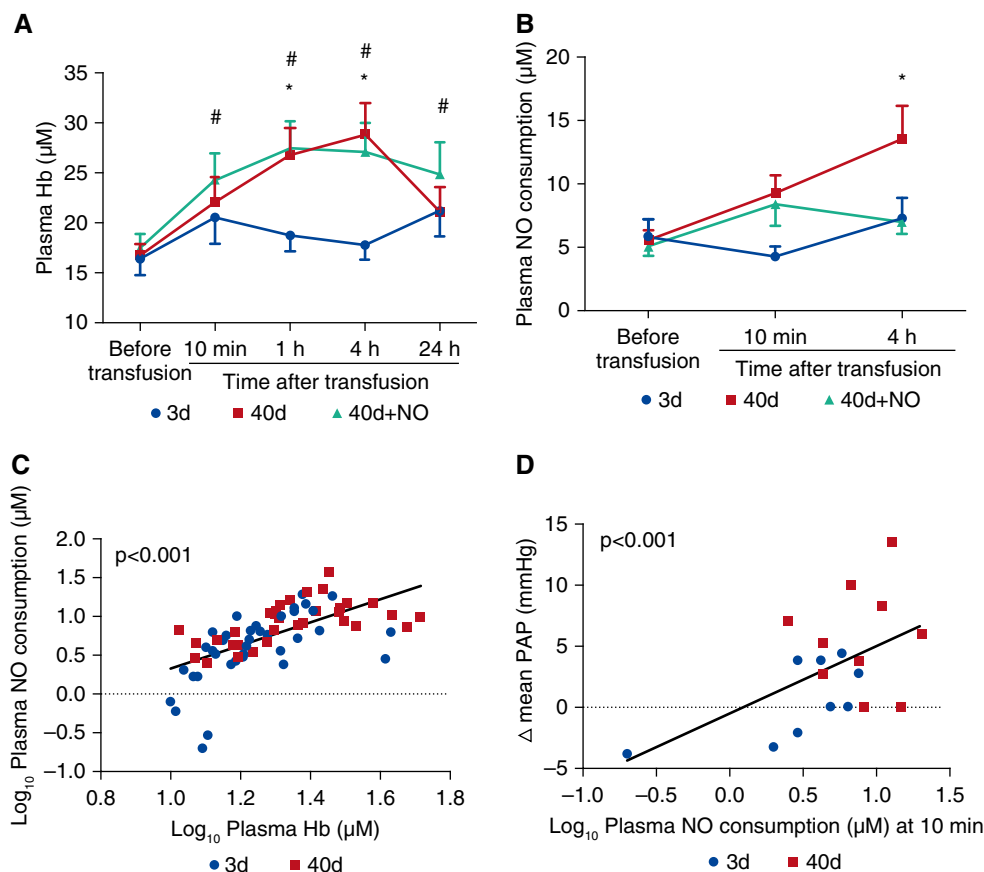 A
Plasma Hb (μM)
35
30
25
20
15
10
#
#
*
#
*
#
Before transfusion
10 min
1 h
4 h
24 h
Time after transfusion
3d
40d
40d+NO
B
Plasma NO consumption (μM)
20
15
10
5
0
*
Before transfusion
10 min
4 h
Time after transfusion
3d
40d
40d+NO
C
Log₁₀ Plasma NO consumption (μM)
2.0
1.5
1.0
0.5
0.0
−0.5
−1.0
p<0.001
0.8
1.0
1.2
1.4
1.6
1.8
Log₁₀ Plasma Hb (μM)
3d
40d
D
Δ mean PAP (mmHg)
15
10
5
0
−5
p<0.001
−1.0
−0.5
0.0
0.5
1.0
1.5
Log₁₀ Plasma NO consumption (μM) at 10 min
3d
40d